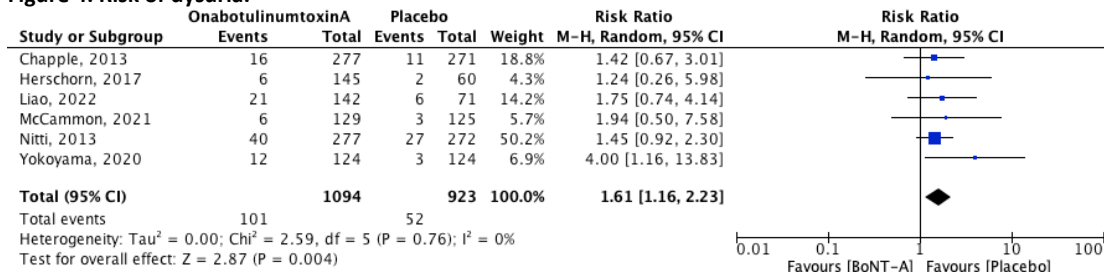 Figure 4. Risk of dysuria.
OnabotulinumtoxinA Placebo Risk Ratio Risk Ratio
Study or Subgroup Events Total Events Total Weight M-H, Random, 95% CI M-H, Random, 95% CI
Chapple, 2013 16 277 11 271 18.8% 1.42 [0.67, 3.01]
Herschorn, 2017 6 145 2 60 4.3% 1.24 [0.26, 5.98]
Liao, 2022 21 142 6 71 14.2% 1.75 [0.74, 4.14]
McCammon, 2021 6 129 3 125 5.7% 1.94 [0.50, 7.58]
Nitti, 2013 40 277 27 272 50.2% 1.45 [0.92, 2.30]
Yokoyama, 2020 12 124 3 124 6.9% 4.00 [1.16, 13.83]
Total (95% CI) 1094 923 100.0% 1.61 [1.16, 2.23]
Total events 101 52
Heterogeneity: Tau² = 0.00; Chi² = 2.59, df = 5 (P = 0.76); I² = 0%
Test for overall effect: Z = 2.87 (P = 0.004)
0.01 0.1 1 10 100
Favours [BoNT-A] Favours [Placebo]